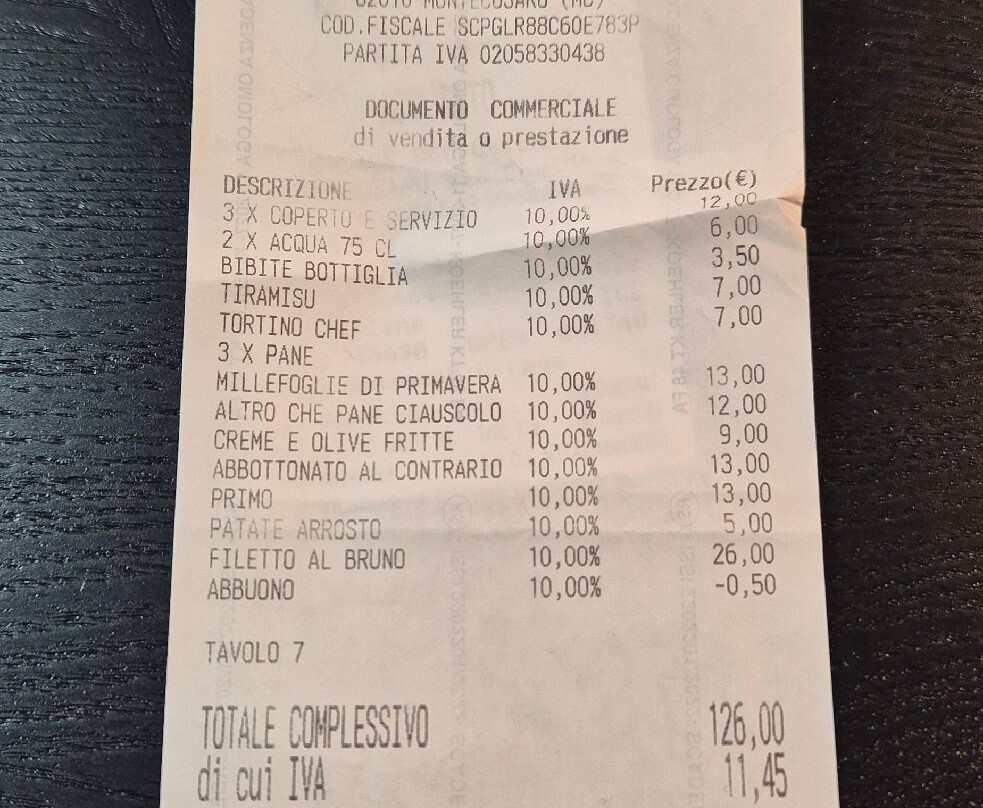 COD.FISCALE SCPGLR88C60E783P
PARTITA IVA 02058330438
DOCUMENTO COMMERCIALE
di vendita o prestazione
DESCRIZIONE IVA Prezzo(€)
3 X COPERTO E SERVIZIO 10,00% 12,00
2 X ACQUA 75 CL 10,00% 6,00
BIBITE BOTTIGLIA 10,00% 3,50
TIRAMISU 10,00% 7,00
TORTINO CHEF 10,00% 7,00
3 X PANE
MILLEFOGLIE DI PRIMAVERA 10,00% 13,00
ALTRO CHE PANE CIAUSCOLO 10,00% 12,00
CREME E OLIVE FRITTE 10,00% 9,00
ABBOTTONATO AL CONTRARIO 10,00% 13,00
PRIMO 10,00% 13,00
PATATE ARROSTO 10,00% 5,00
FILETTO AL BRUNO 10,00% 26,00
ABBUONO 10,00% -0,50
TAVOLO 7
TOTALE COMPLESSIVO 126,00
di cui IVA 11,45